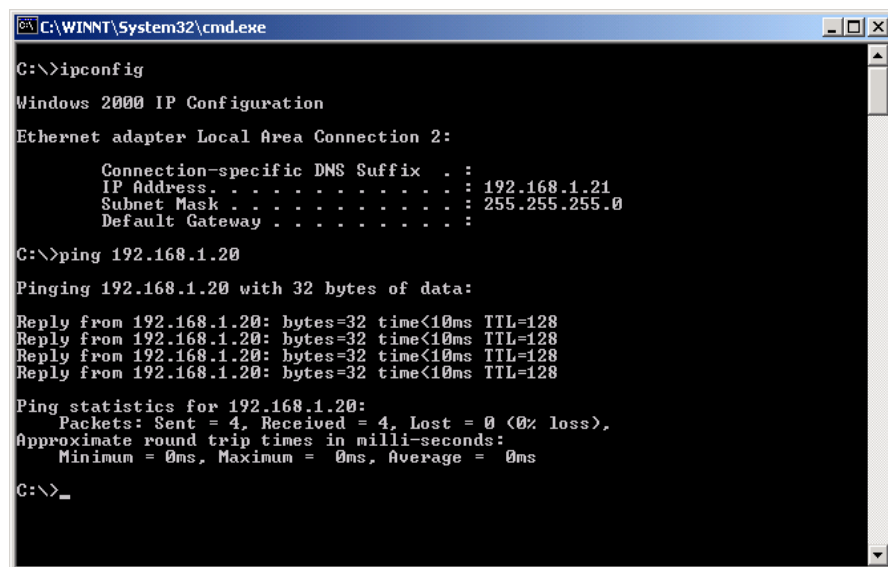 C:\WINNT\System32\cmd.exe
C:\>ipconfig
Windows 2000 IP Configuration
Ethernet adapter Local Area Connection 2:
Connection-specific DNS Suffix  . :
IP Address. . . . . . . . . . . . : 192.168.1.21
Subnet Mask . . . . . . . . . . . : 255.255.255.0
Default Gateway . . . . . . . . . :
C:\>ping 192.168.1.20
Pinging 192.168.1.20 with 32 bytes of data:
Reply from 192.168.1.20: bytes=32 time<10ms TTL=128
Reply from 192.168.1.20: bytes=32 time<10ms TTL=128
Reply from 192.168.1.20: bytes=32 time<10ms TTL=128
Reply from 192.168.1.20: bytes=32 time<10ms TTL=128
Ping statistics for 192.168.1.20:
Packets: Sent = 4, Received = 4, Lost = 0 (0% loss),
Approximate round trip times in milli-seconds:
Minimum = 0ms, Maximum =  0ms, Average =  0ms
C:\>_